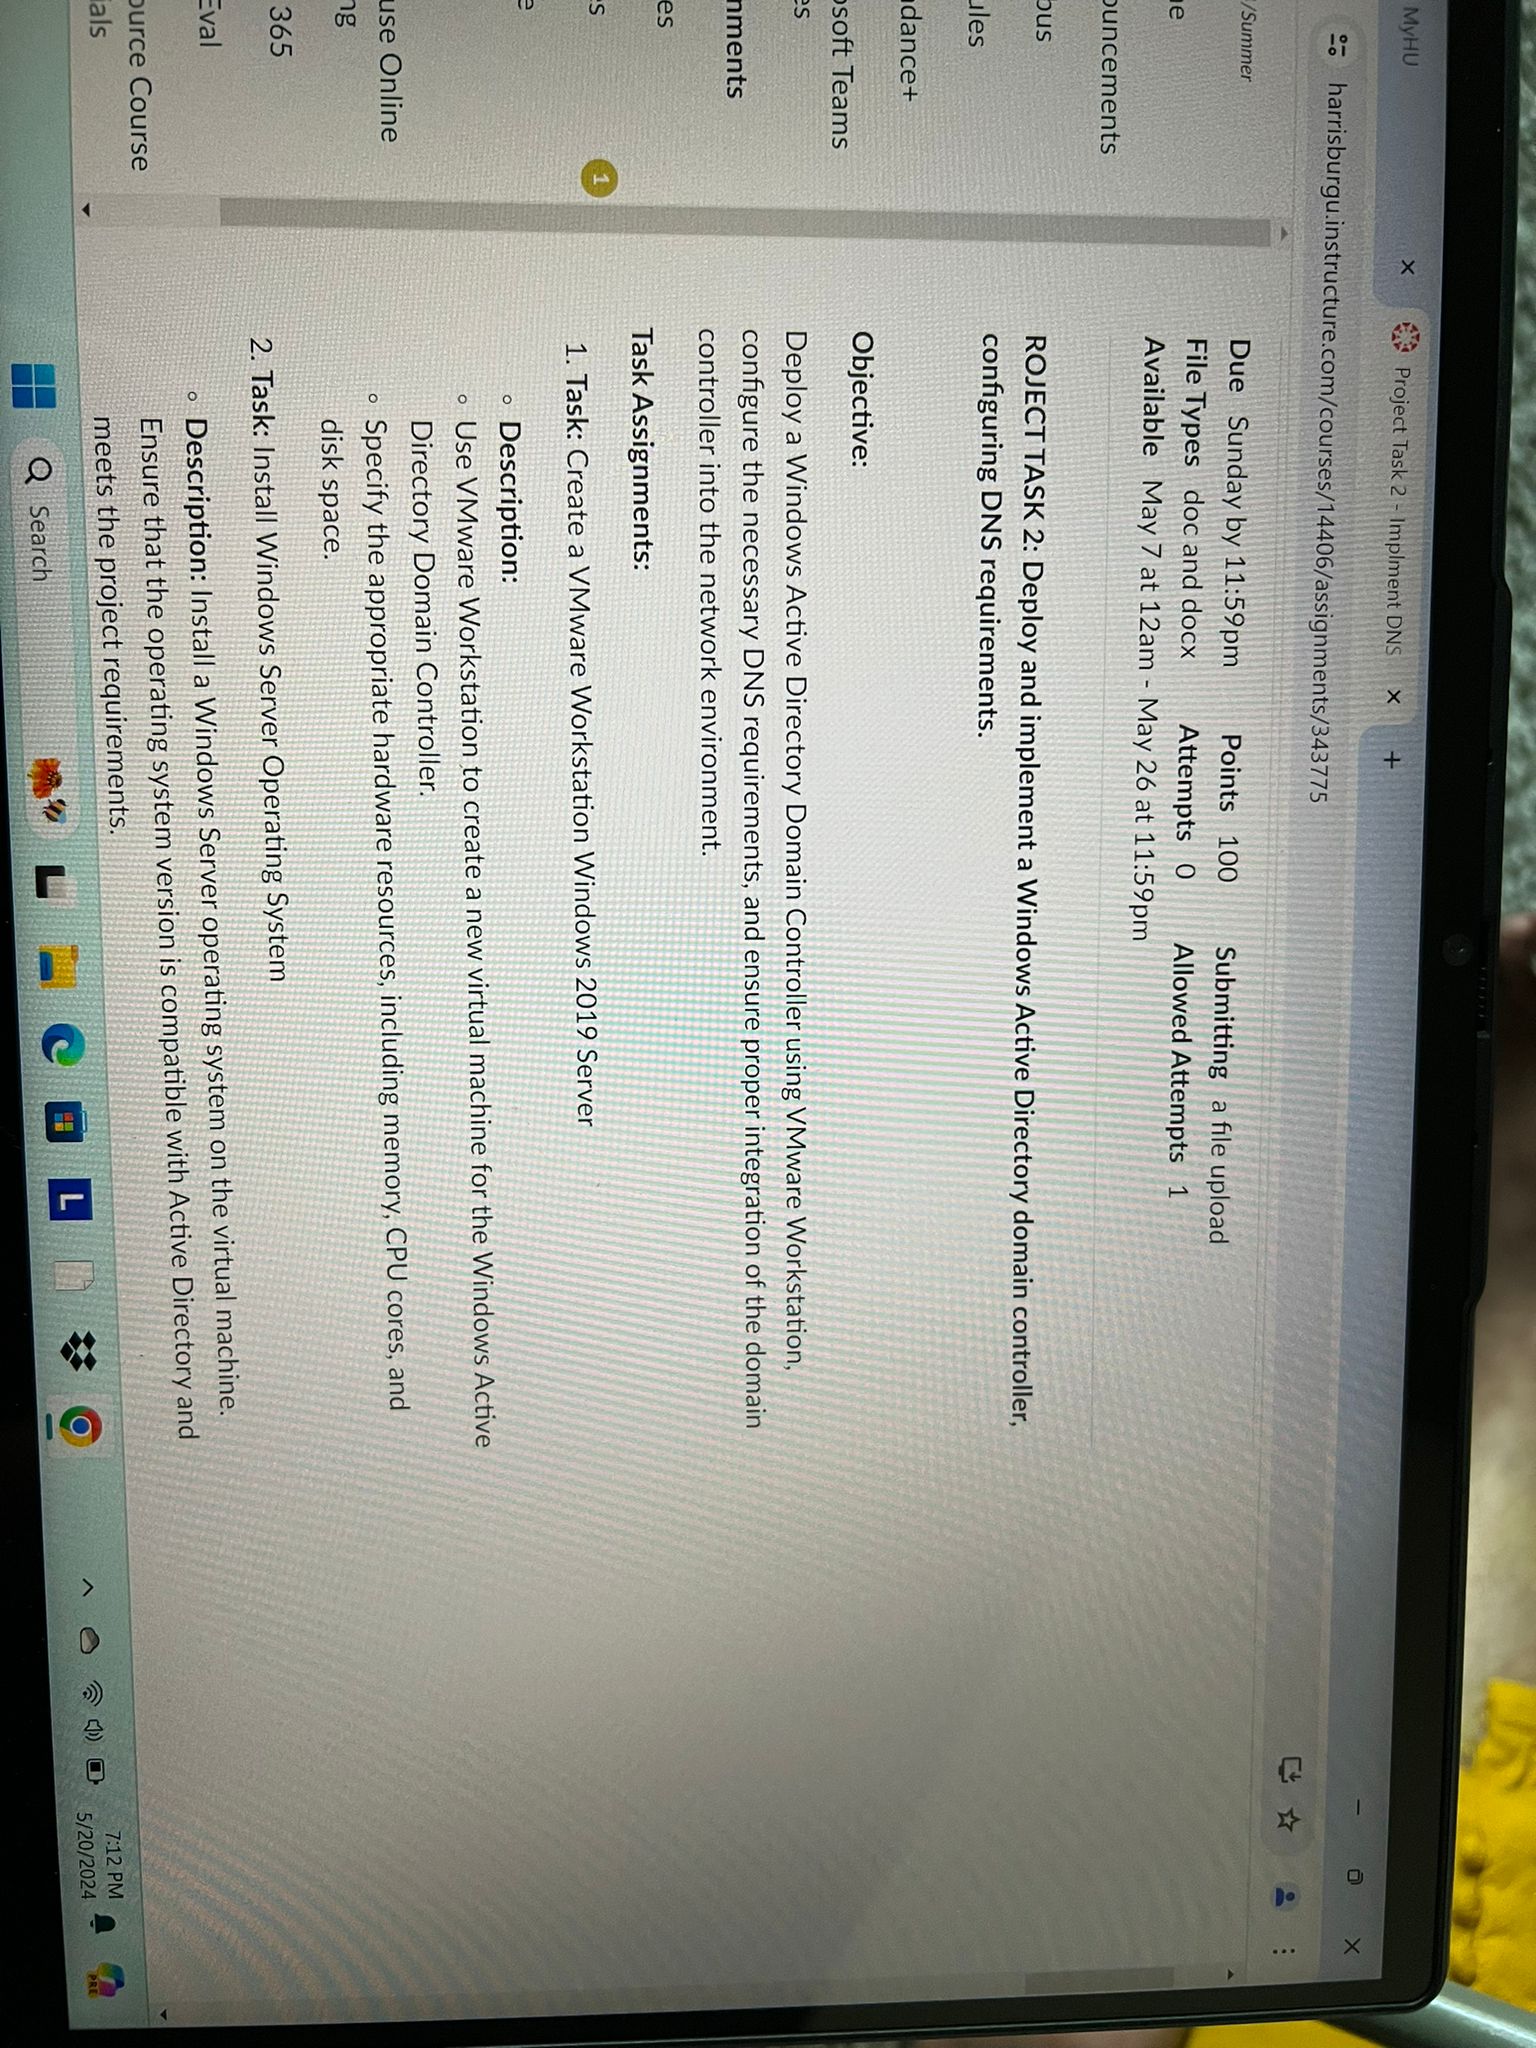 MyHU
Project Task 2 - Implment DNS
harrisburgu.instructure.com/courses/14406/assignments/343775
/Summer
ouncements
ules
soft Teams
nments
use Online
365
Eval
ource Course
1
Due Sunday by 11:59pm Points 100 Submitting a file upload
File Types doc and docx Attempts 0 Allowed Attempts 1
Available May 7 at 12am - May 26 at 11:59pm
ROJECT TASK 2: Deploy and implement a Windows Active Directory domain controller,
configuring DNS requirements.
Objective:
Deploy a Windows Active Directory Domain Controller using VMware Workstation,
configure the necessary DNS requirements, and ensure proper integration of the domain
controller into the network environment.
Task Assignments:
1. Task: Create a VMware Workstation Windows 2019 Server
Description:
Use VMware Workstation to create a new virtual machine for the Windows Active
Directory Domain Controller.
Specify the appropriate hardware resources, including memory, CPU cores, and
disk space.
2. Task: Install Windows Server Operating System
Description: Install a Windows Server operating system on the virtual machine.
Ensure that the operating system version is compatible with Active Directory and
meets the project requirements.
Search
L
7:12 PM
5/20/2024
PRE